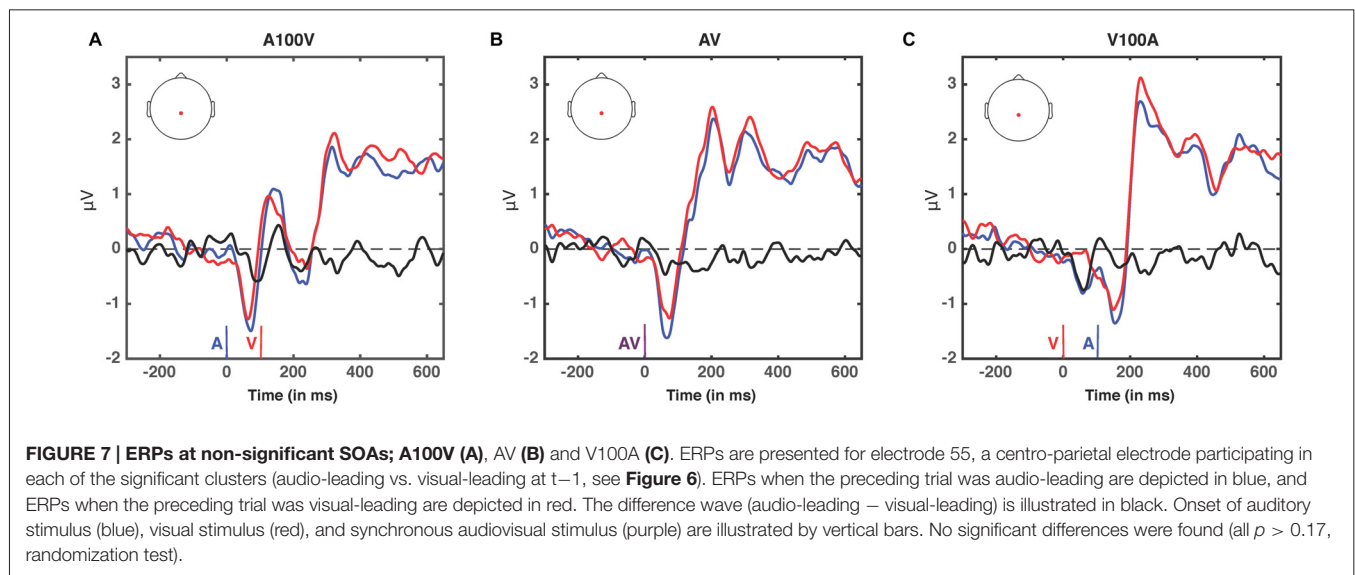 A
A100V
B
AV
C
V100A
3
2
1
0
-1
-2
µV
A
V
-200
0
200
400
600
Time (in ms)
3
2
1
0
-1
-2
µV
AV
-200
0
200
400
600
Time (in ms)
3
2
1
0
-1
-2
µV
V
A
-200
0
200
400
600
Time (in ms)
FIGURE 7 | ERPs at non-significant SOAs; A100V (A), AV (B) and V100A (C). ERPs are presented for electrode 55, a centro-parietal electrode participating in
each of the significant clusters (audio-leading vs. visual-leading at t−1, see Figure 6). ERPs when the preceding trial was audio-leading are depicted in blue, and
ERPs when the preceding trial was visual-leading are depicted in red. The difference wave (audio-leading − visual-leading) is illustrated in black. Onset of auditory
stimulus (blue), visual stimulus (red), and synchronous audiovisual stimulus (purple) are illustrated by vertical bars. No significant differences were found (all p > 0.17,
randomization test).